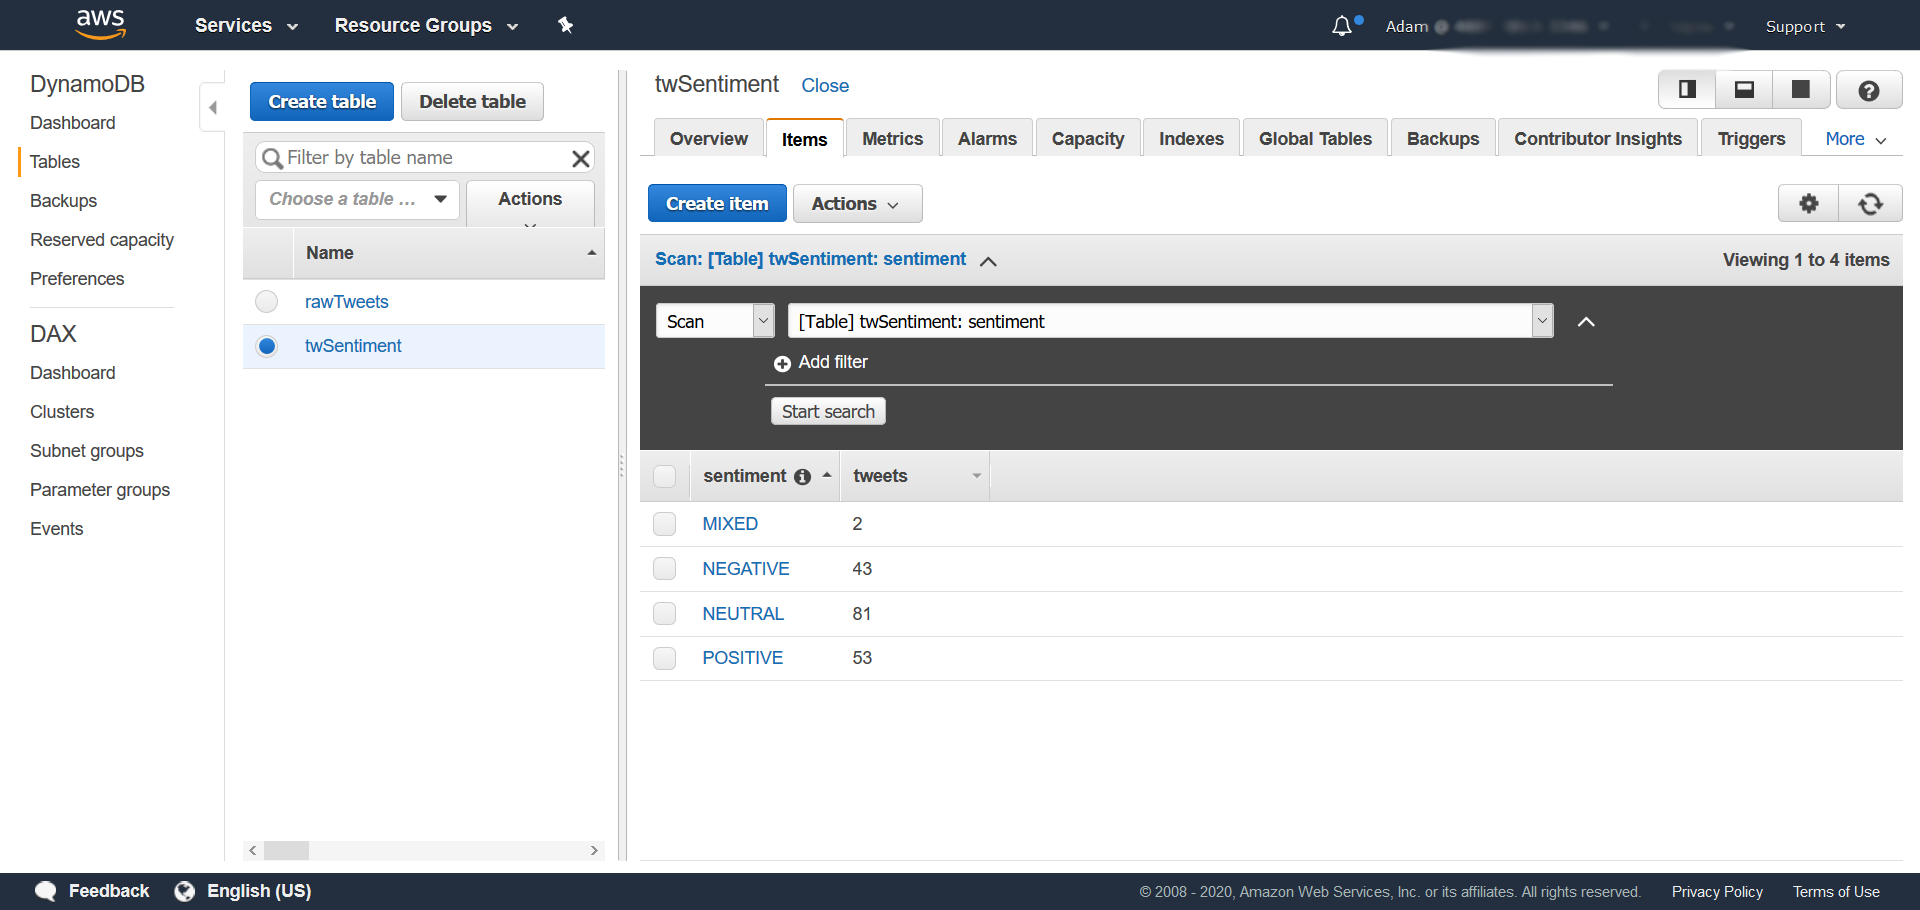 aws
Services
Resource Groups
Adam @
Support
DynamoDB
Dashboard
Tables
Backups
Reserved capacity
Preferences
DAX
Dashboard
Clusters
Subnet groups
Parameter groups
Events
Create table
Delete table
Filter by table name
Choose a table ...
Actions
Name
rawTweets
twSentiment
twSentiment Close
Overview Items Metrics Alarms Capacity Indexes Global Tables Backups Contributor Insights Triggers More
Create item Actions
Scan: [Table] twSentiment: sentiment
Viewing 1 to 4 items
Scan
[Table] twSentiment: sentiment
Add filter
Start search
sentiment tweets
MIXED 2
NEGATIVE 43
NEUTRAL 81
POSITIVE 53
Feedback
English (US)
© 2008 - 2020, Amazon Web Services, Inc. or its affiliates. All rights reserved.
Privacy Policy
Terms of Use